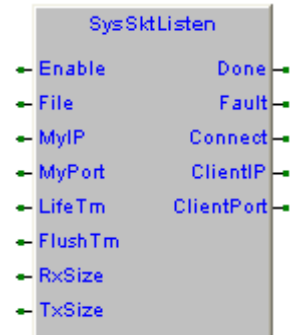 SysSktListen
Enable Done
File Fault
MyIP Connect
MyPort ClientIP
LifeTm ClientPort
FlushTm
RxSize
TxSize